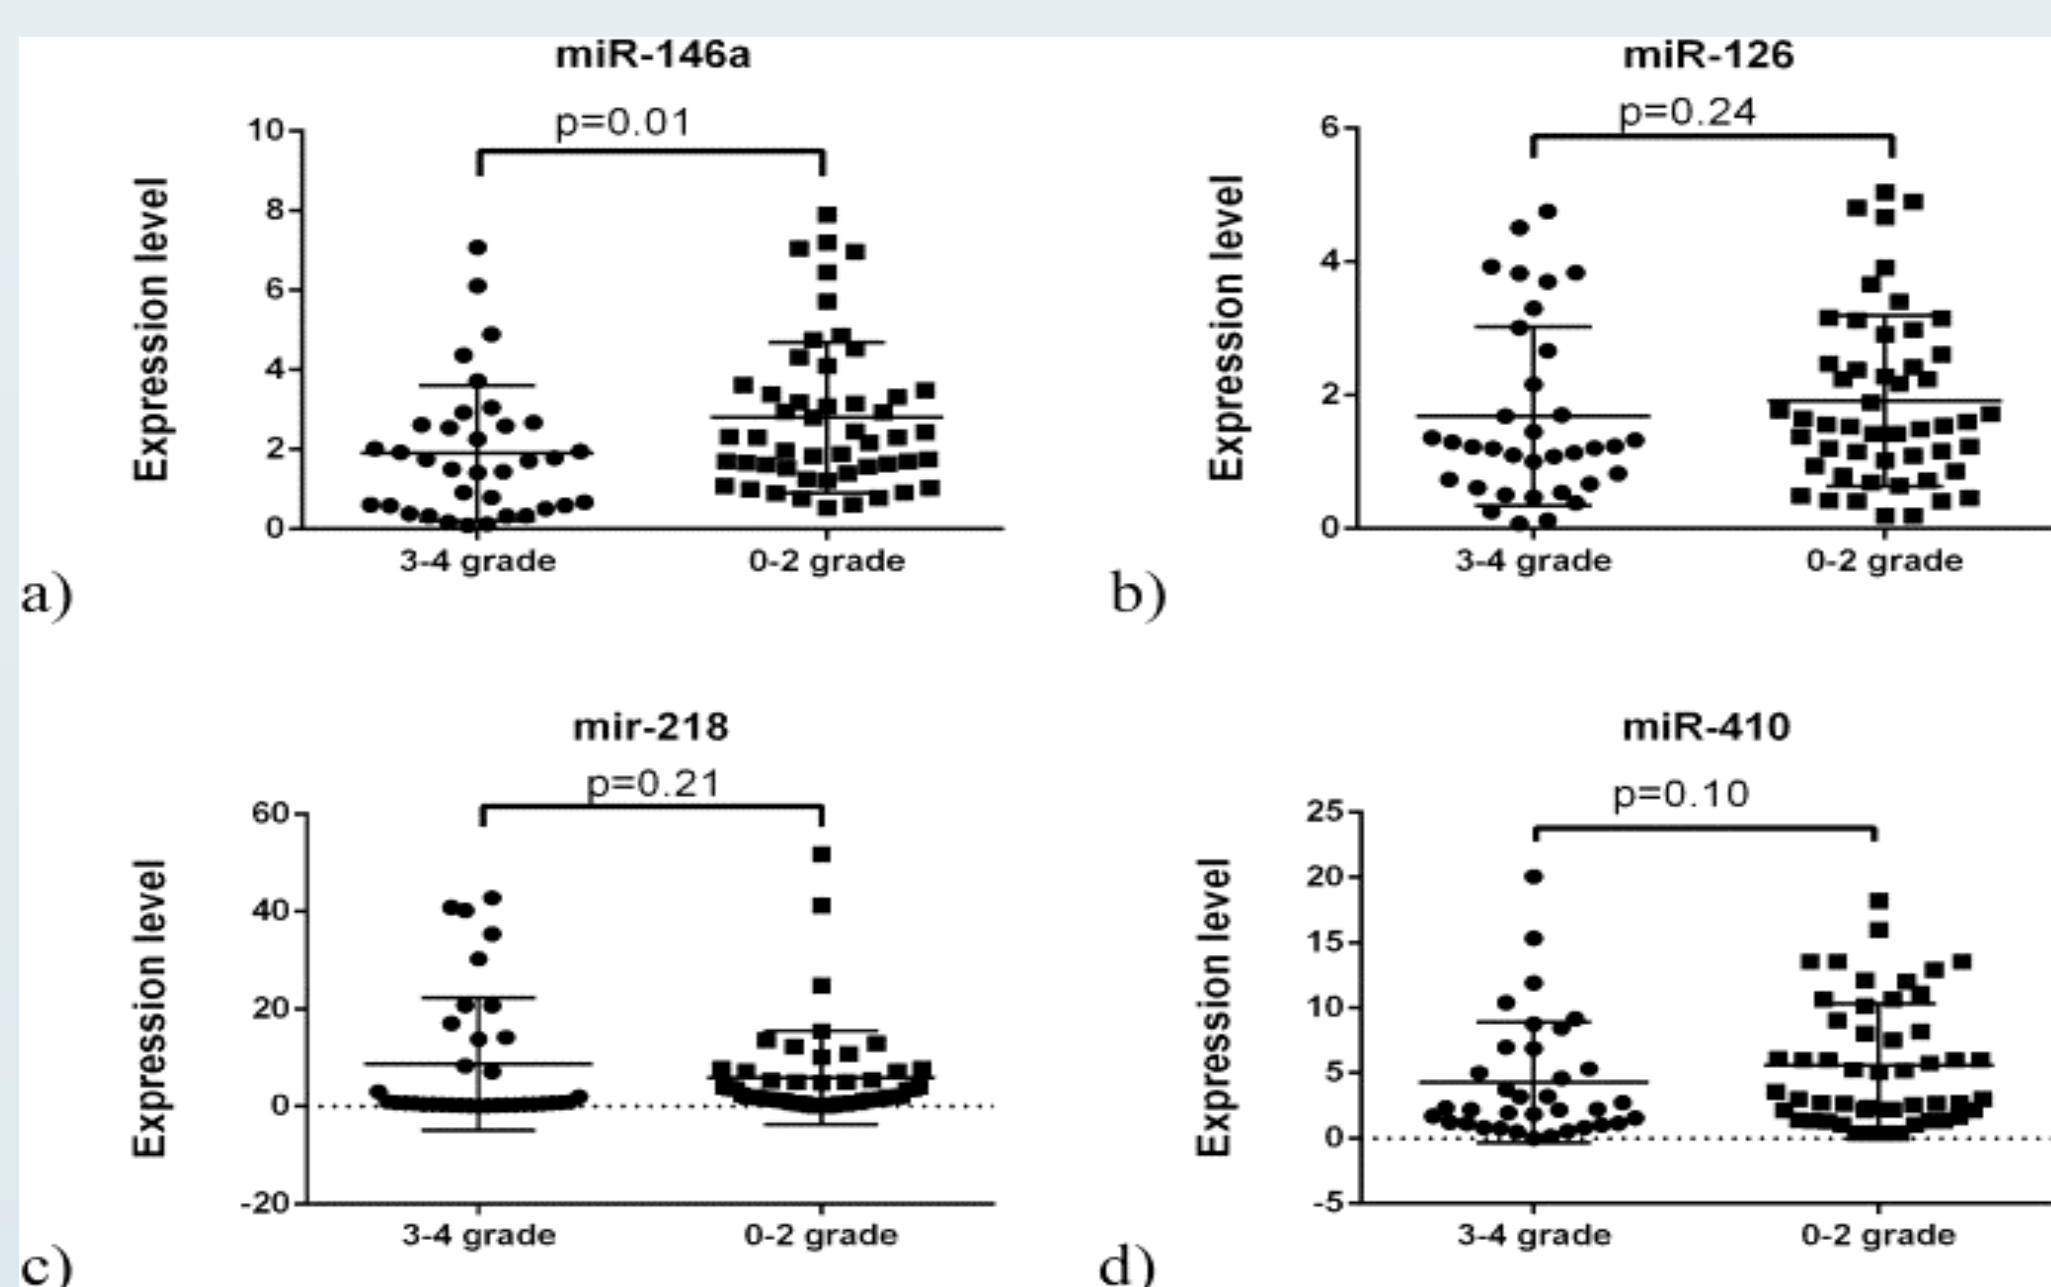 miR-146a
p=0.01
Expression level
10
8
6
4
2
0
3-4 grade
0-2 grade
a)
miR-126
p=0.24
Expression level
6
4
2
0
3-4 grade
0-2 grade
b)
mir-218
p=0.21
Expression level
60
40
20
0
-20
3-4 grade
0-2 grade
c)
miR-410
p=0.10
Expression level
25
20
15
10
5
0
-5
3-4 grade
0-2 grade
d)